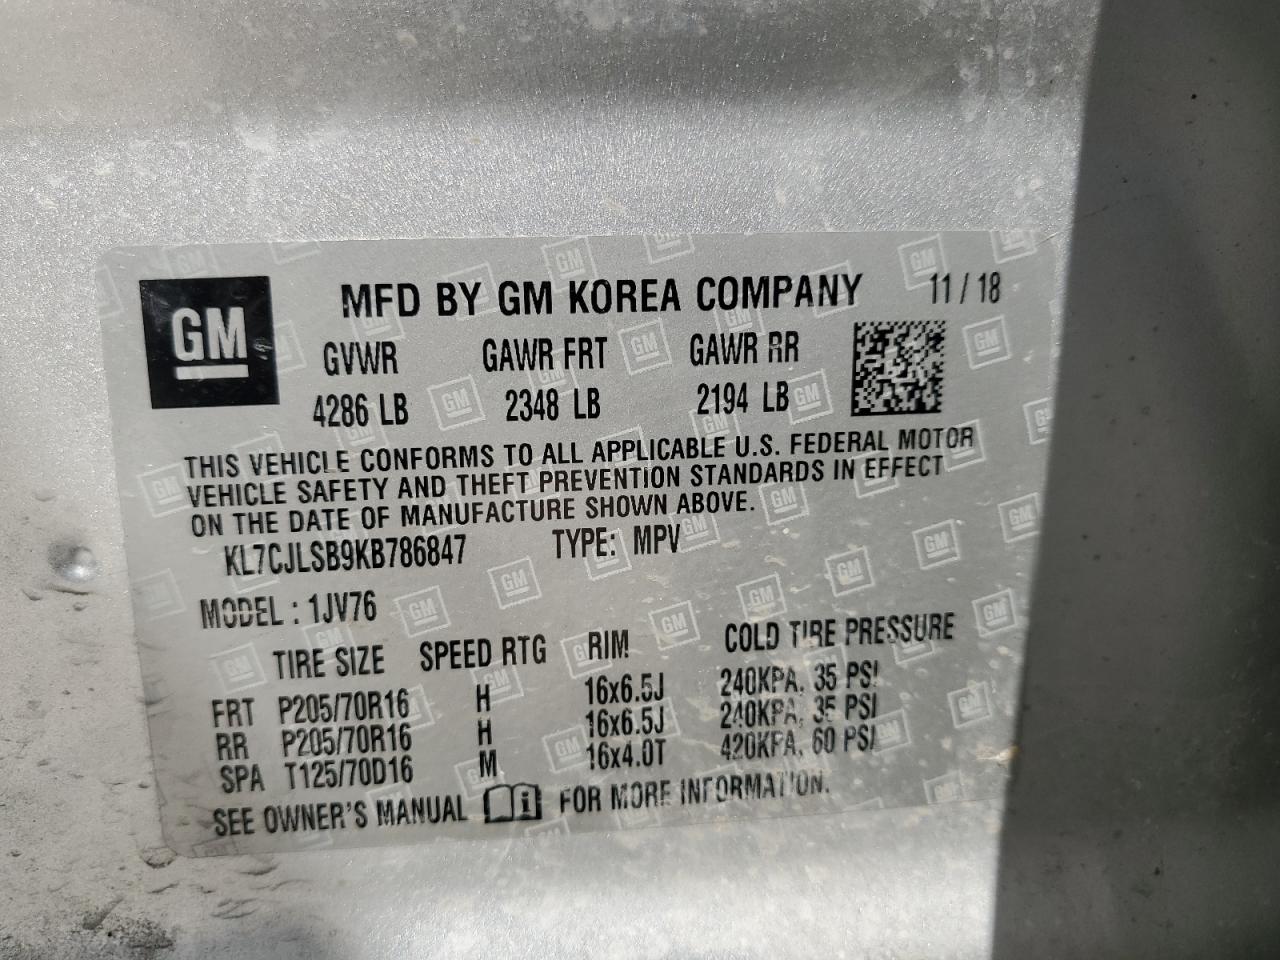 GM
MFD BY GM KOREA COMPANY 11 / 18
GVWR GAWR FRT GAWR RR
4286 LB 2348 LB 2194 LB
THIS VEHICLE CONFORMS TO ALL APPLICABLE U.S. FEDERAL MOTOR
VEHICLE SAFETY AND THEFT PREVENTION STANDARDS IN EFFECT
ON THE DATE OF MANUFACTURE SHOWN ABOVE.
KL7CJLSB9KB786847 TYPE: MPV
MODEL : 1JV76
TIRE SIZE SPEED RTG RIM COLD TIRE PRESSURE
FRT P205/70R16 H 16x6.5J 240KPA, 35 PSI
RR P205/70R16 H 16x6.5J 240KPA, 35 PSI
SPA T125/70D16 M 16x4.0T 420KPA, 60 PSI
SEE OWNER'S MANUAL FOR MORE INFORMATION.